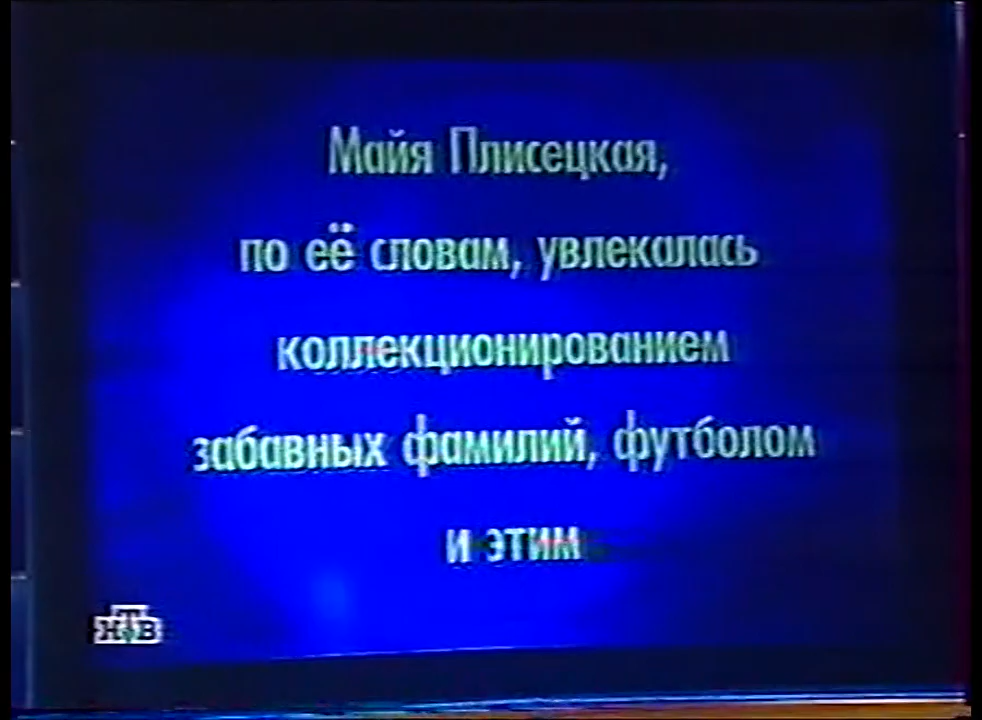 Майя Плисецкая,
по её словам, увлекалась
коллекционированием
забавных фамилий, футболом
и этим
НТВ